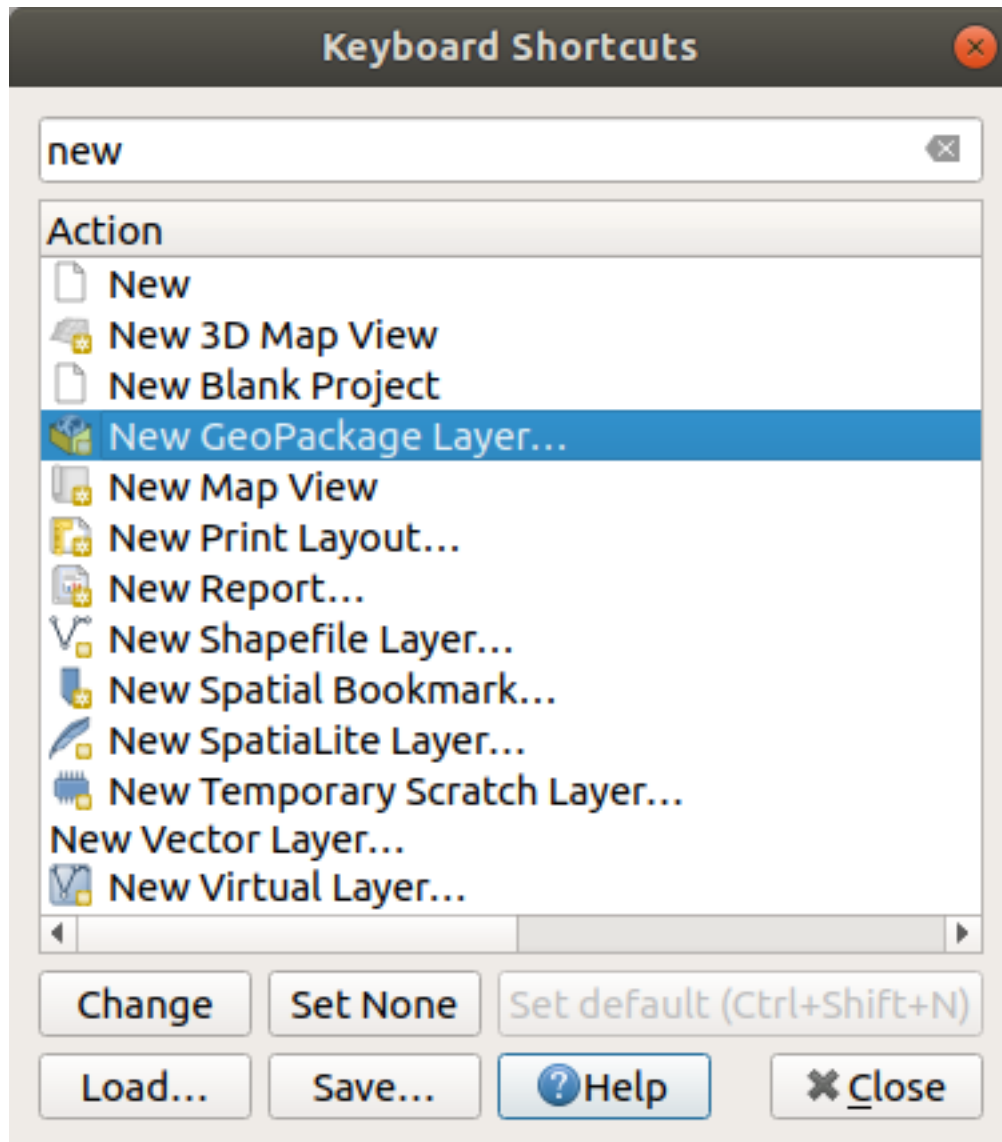 Keyboard Shortcuts
new
Action
New
New 3D Map View
New Blank Project
New GeoPackage Layer…
New Map View
New Print Layout…
New Report…
New Shapefile Layer…
New Spatial Bookmark…
New SpatiaLite Layer…
New Temporary Scratch Layer…
New Vector Layer…
New Virtual Layer…
Change Set None Set default (Ctrl+Shift+N)
Load... Save... Help Close